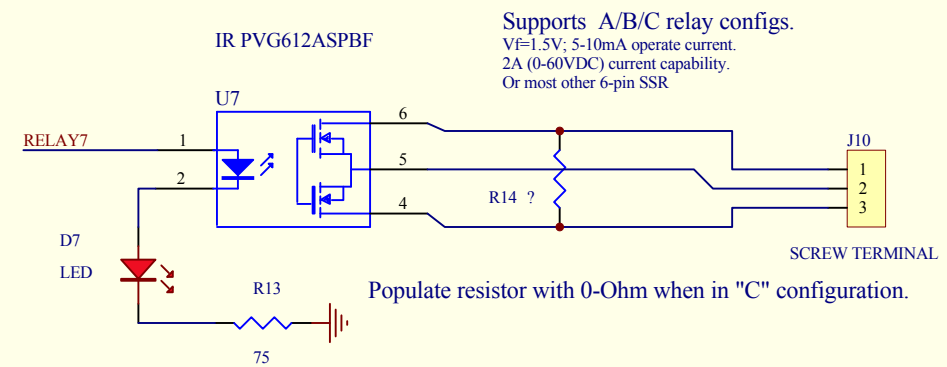 Supports A/B/C relay configs.
IR PVG612ASPBF
Vf=1.5V; 5-10mA operate current.
2A (0-60VDC) current capability.
Or most other 6-pin SSR
U7
6
RELAY7
1
J10
5
1
2
R14 ?
2
4
3
D7
SCREW TERMINAL
LED
R13
Populate resistor with 0-Ohm when in "C" configuration.
75